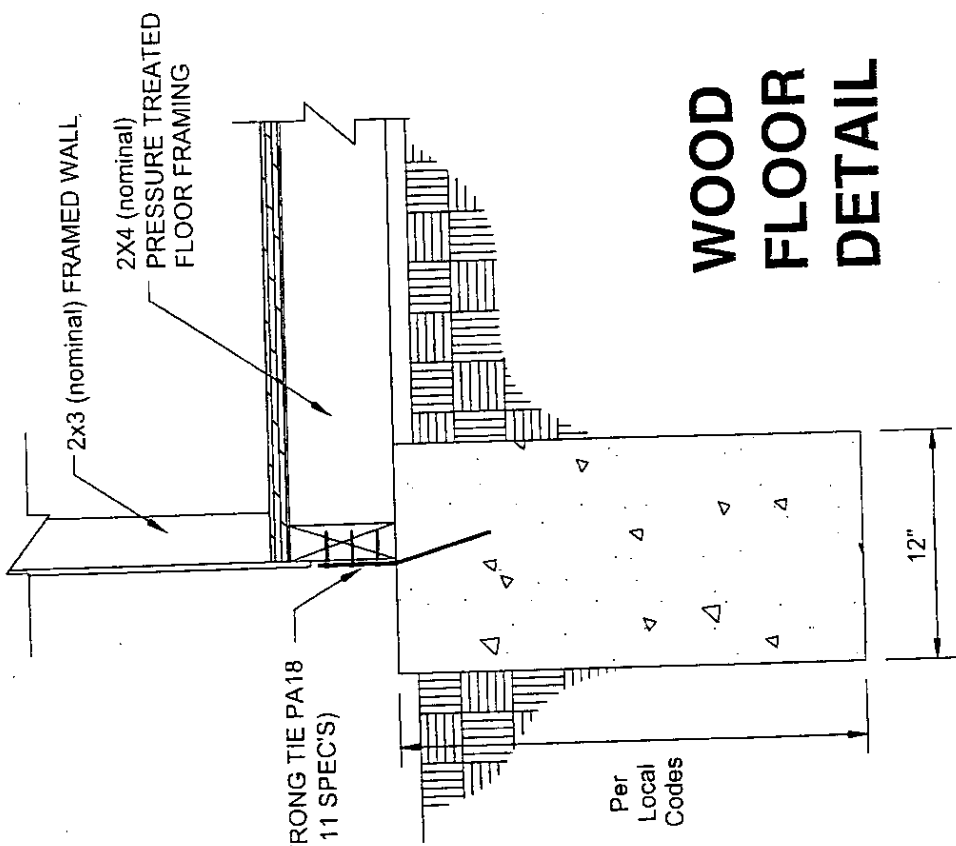 2x3 (nominal) FRAMED WALL
2X4 (nominal)
PRESSURE TREATED
FLOOR FRAMING
RONG TIE PA18
11 SPEC'S)
Per
Local
Codes
12"
WOOD
FLOOR
DETAIL